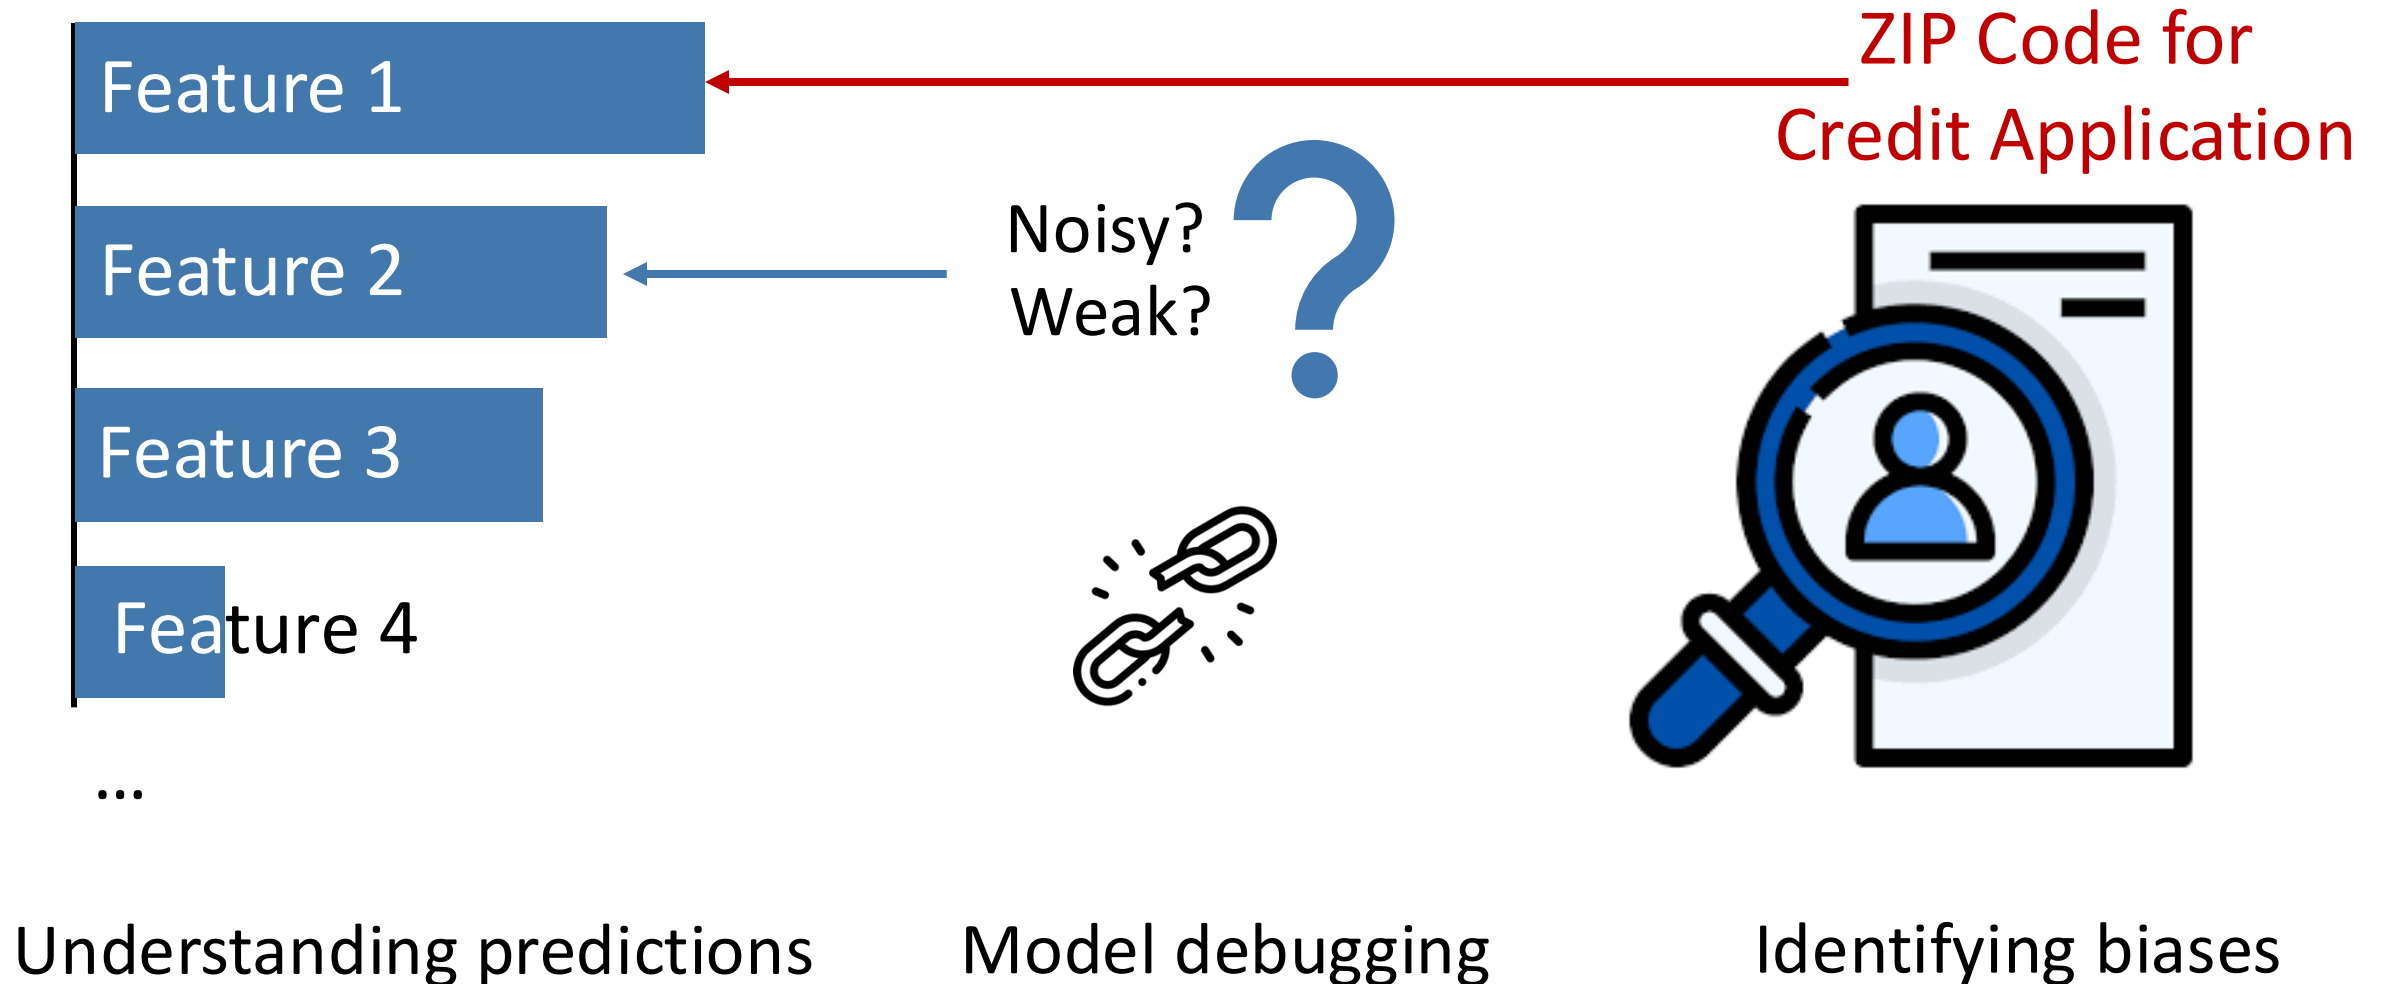 Feature 1
Feature 2
Feature 3
Feature 4
...
Noisy?
Weak?
ZIP Code for
Credit Application
Understanding predictions
Model debugging
Identifying biases